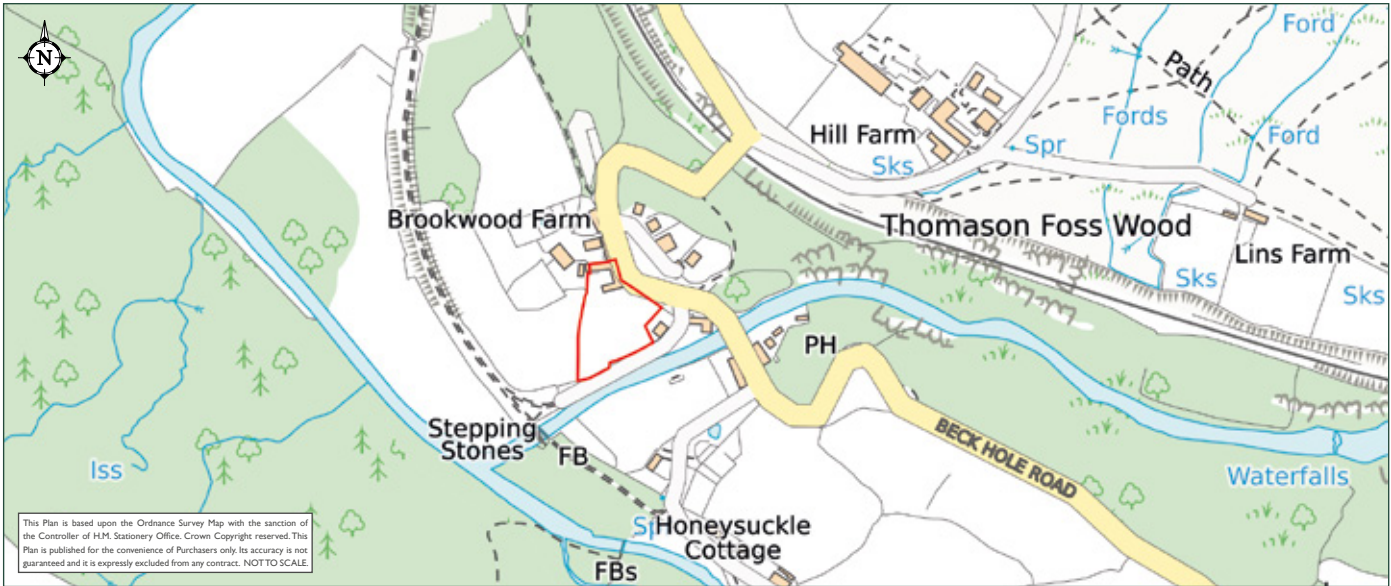 N
Ford
Path
Fords
Hill Farm
Spr
Ford
Sks
Brookwood Farm
Thomason Foss Wood
Lins Farm
Sks
Sks
PH
Stepping
Stones
FB
BECK HOLE ROAD
Iss
Waterfalls
Honeysuckle
Cottage
FBs
This Plan is based upon the Ordnance Survey Map with the sanction of
the Controller of H.M. Stationery Office. Crown Copyright reserved. This
Plan is published for the convenience of Purchasers only. Its accuracy is not
guaranteed and it is expressly excluded from any contract. NOT TO SCALE.